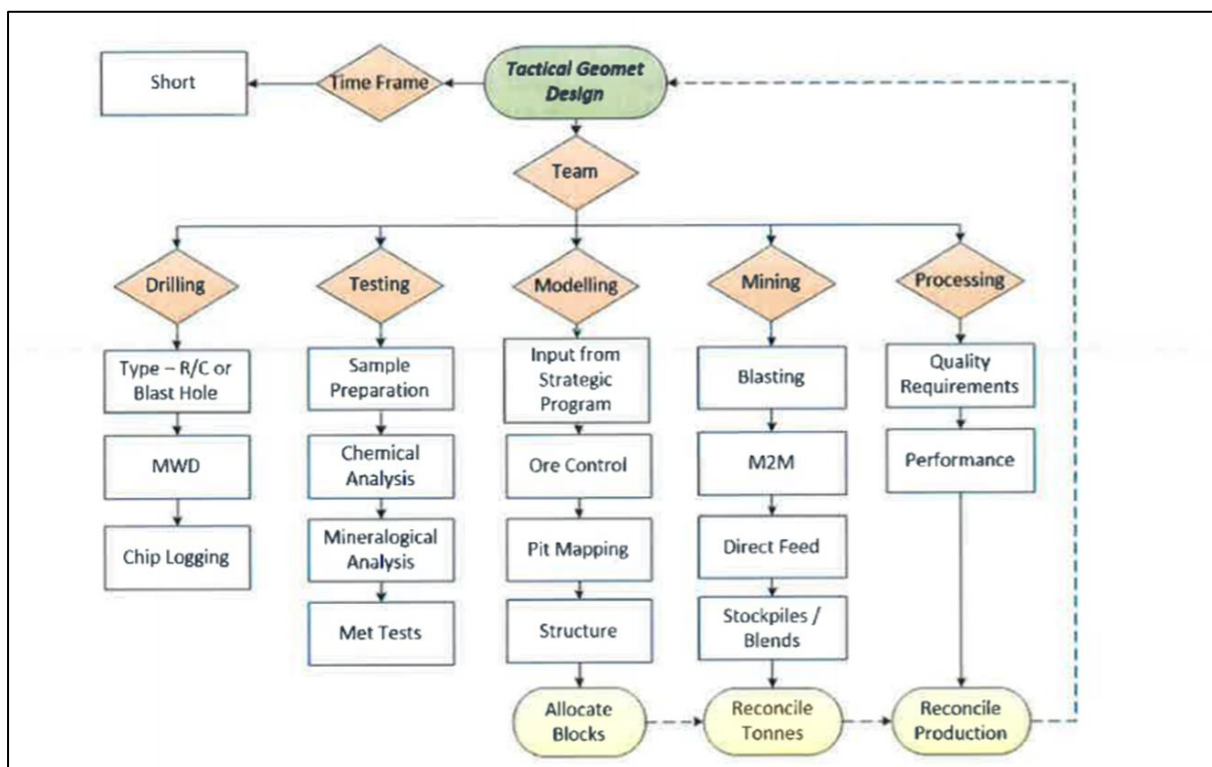 Short
Time Frame
Tactical Geomet
Design
Team
Drilling
Testing
Modelling
Mining
Processing
Type – R/C or
Blast Hole
MWD
Chip Logging
Sample
Preparation
Chemical
Analysis
Mineralogical
Analysis
Met Tests
Input from
Strategic
Program
Ore Control
Pit Mapping
Structure
Allocate
Blocks
Blasting
M2M
Direct Feed
Stockpiles /
Blends
Reconcile
Tonnes
Quality
Requirements
Performance
Reconcile
Production